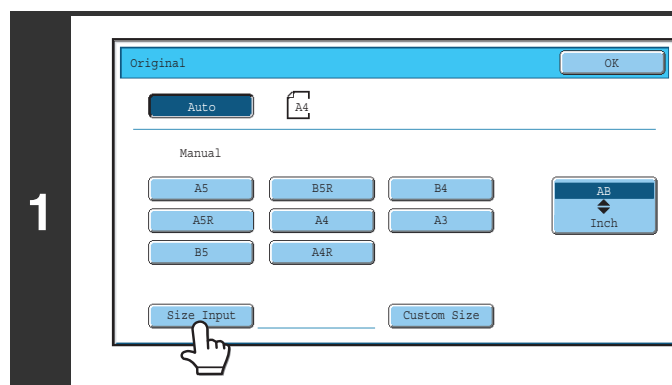 1
Original
OK
Auto
A4
Manual
A5 B5R B4
AB
A5R A4 A3
Inch
B5 A4R
Size Input Custom Size